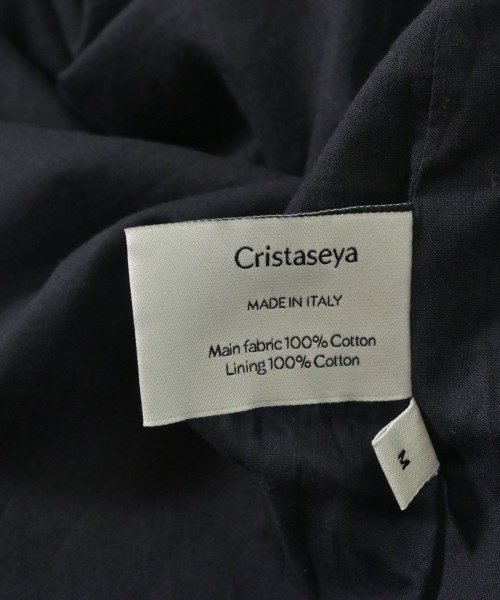 Cristaseya
MADE IN ITALY
Main fabric 100% Cotton
Lining 100% Cotton
M